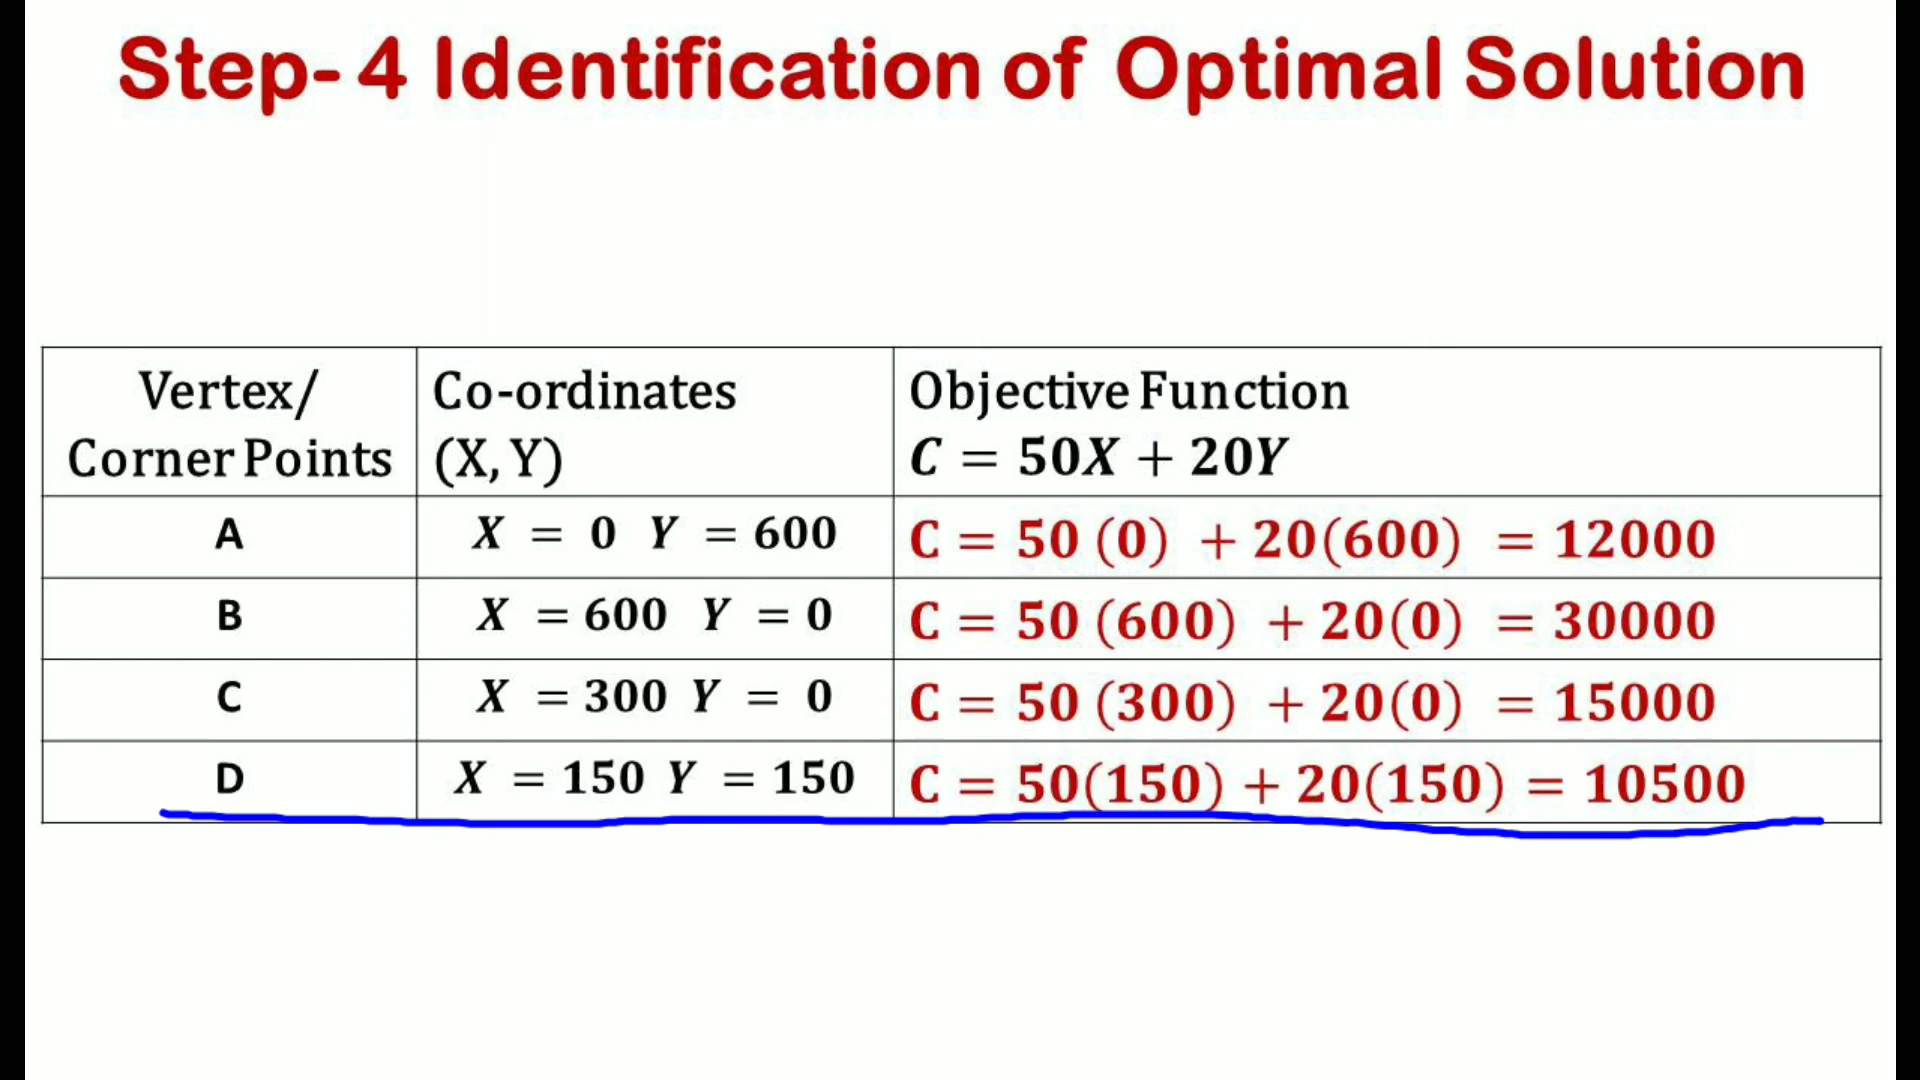 Step- 4 Identification of Optimal Solution
Vertex/
Corner Points
Co-ordinates
(X, Y)
Objective Function
C = 50X + 20Y
A
X = 0 Y = 600
C = 50 (0) + 20(600) = 12000
B
X = 600 Y = 0
C = 50 (600) + 20(0) = 30000
C
X = 300 Y = 0
C = 50 (300) + 20(0) = 15000
D
X = 150 Y = 150
C = 50(150) + 20(150) = 10500